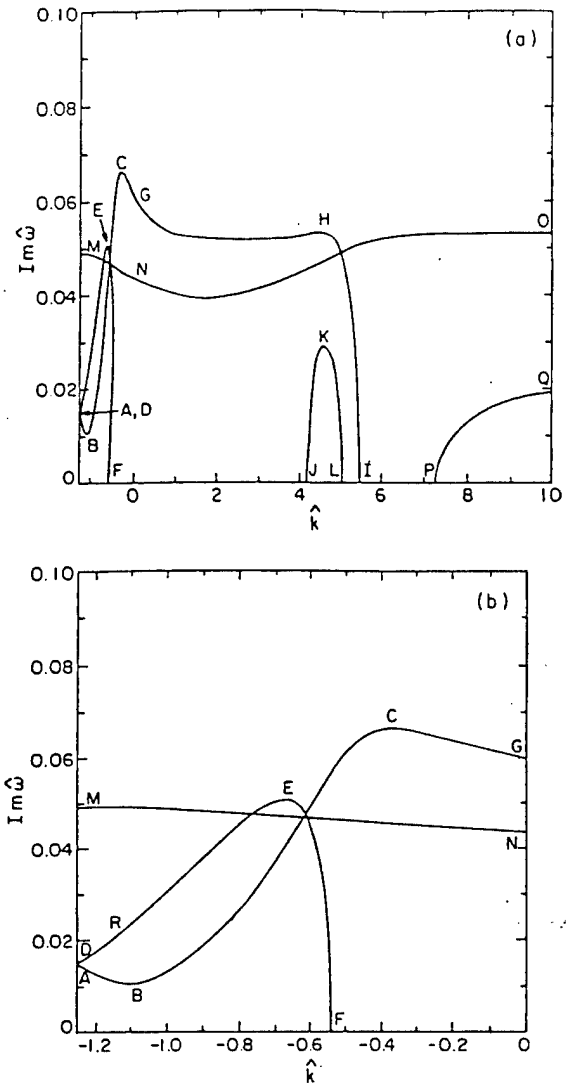 0.10
(a)
0.08
C
0.06
G
E
H
O
M
N
0.04
K
Q
0.02
A, D
B
F
J
L
I
P
0
0
2
4
6
8
10
Im ω̂
k̂
0.10
(b)
0.08
C
G
0.06
E
M
N
0.04
R
0.02
D
A
B
F
0
-1.2
-1.0
-0.8
-0.6
-0.4
-0.2
0
Im ω̂
k̂